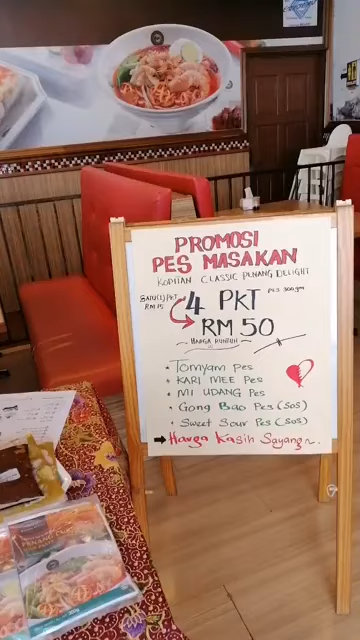 PROMOSI
PES MASAKAN
KOPITIAM CLASSIC PENANG DELIGHT
SATU(1) PKT
RM 15
4 PKT
PES 300gm
RM 50
HARGA RUNTUH
• Tomyam Pes
• KARI MEE Pes
• MI UDANG Pes
• Gong Bao Pes (Sos)
• Sweet Sour Pes (Sos)
Harga Kasih Sayang